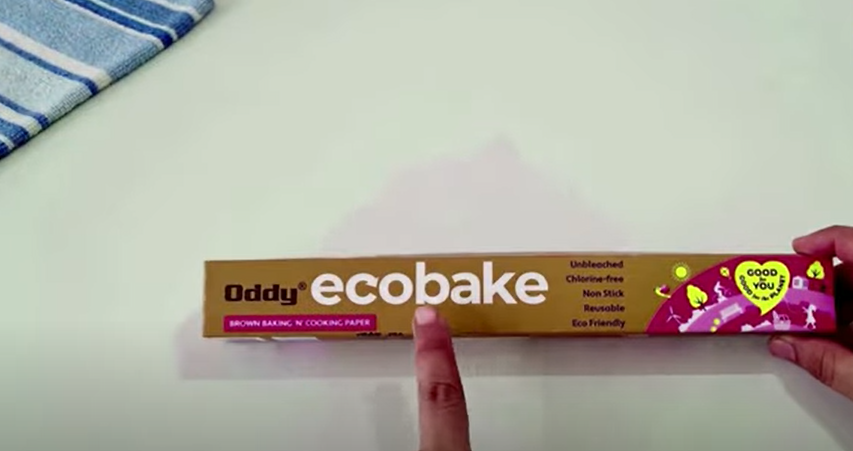 Oddy® ecobake
BROWN BAKING 'N' COOKING PAPER
Unbleached
Chlorine-free
Non Stick
Reusable
Eco Friendly
GOOD
for
YOU
GOOD for the PLANET